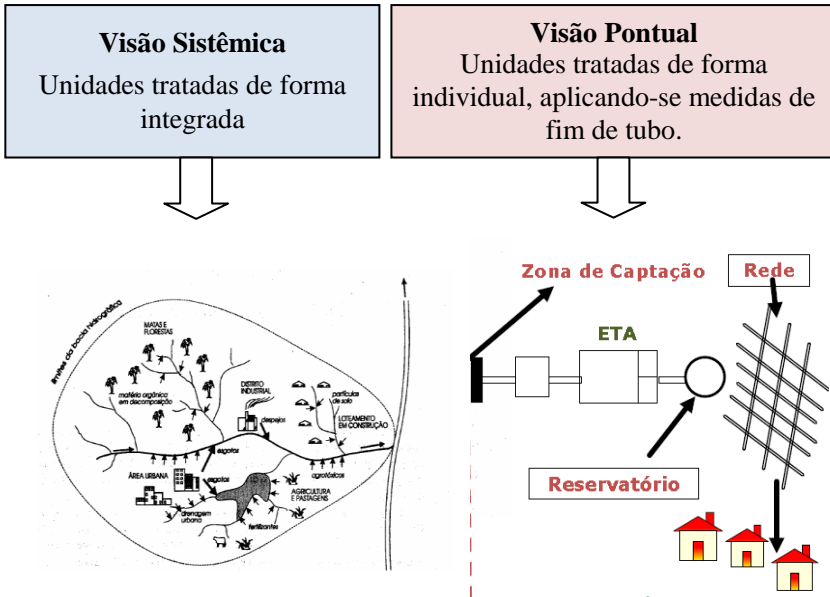 Visão Sistêmica
Unidades tratadas de forma
integrada
Visão Pontual
Unidades tratadas de forma
individual, aplicando-se medidas de
fim de tubo.
limites da bacia hidrográfica
MATAS E
FLORESTAS
matéria orgânica
em decomposição
DISTRITO
INDUSTRIAL
despejos
partículas
de solo
LOTEAMENTO
EM CONSTRUÇÃO
esgotos
ÁREA URBANA
esgotos
agrotóxicos
AGRICULTURA
E PASTAGENS
drenagem
urbana
fertilizantes
Zona de Captação
Rede
ETA
Reservatório